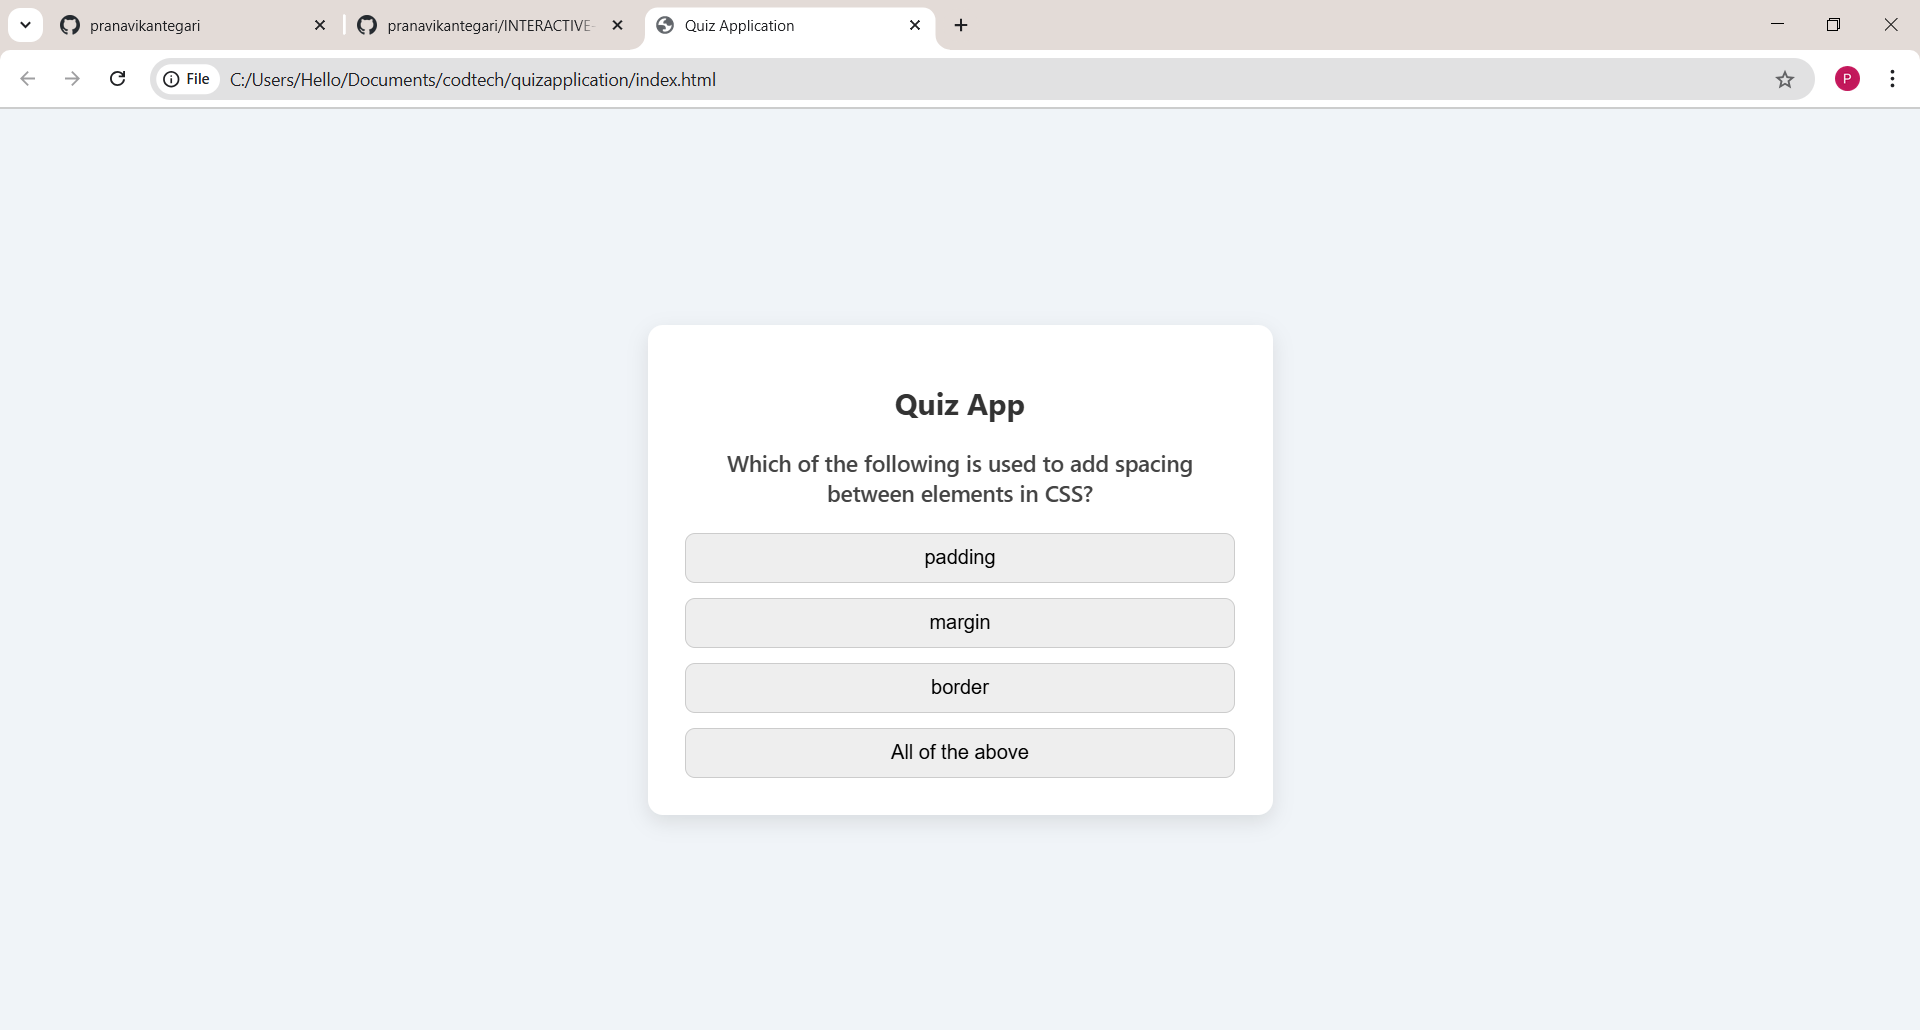 pranavikantegari
pranavikantegari/INTERACTIVE-
Quiz Application
File
C:/Users/Hello/Documents/codtech/quizapplication/index.html
P
Quiz App
Which of the following is used to add spacing
between elements in CSS?
padding
margin
border
All of the above